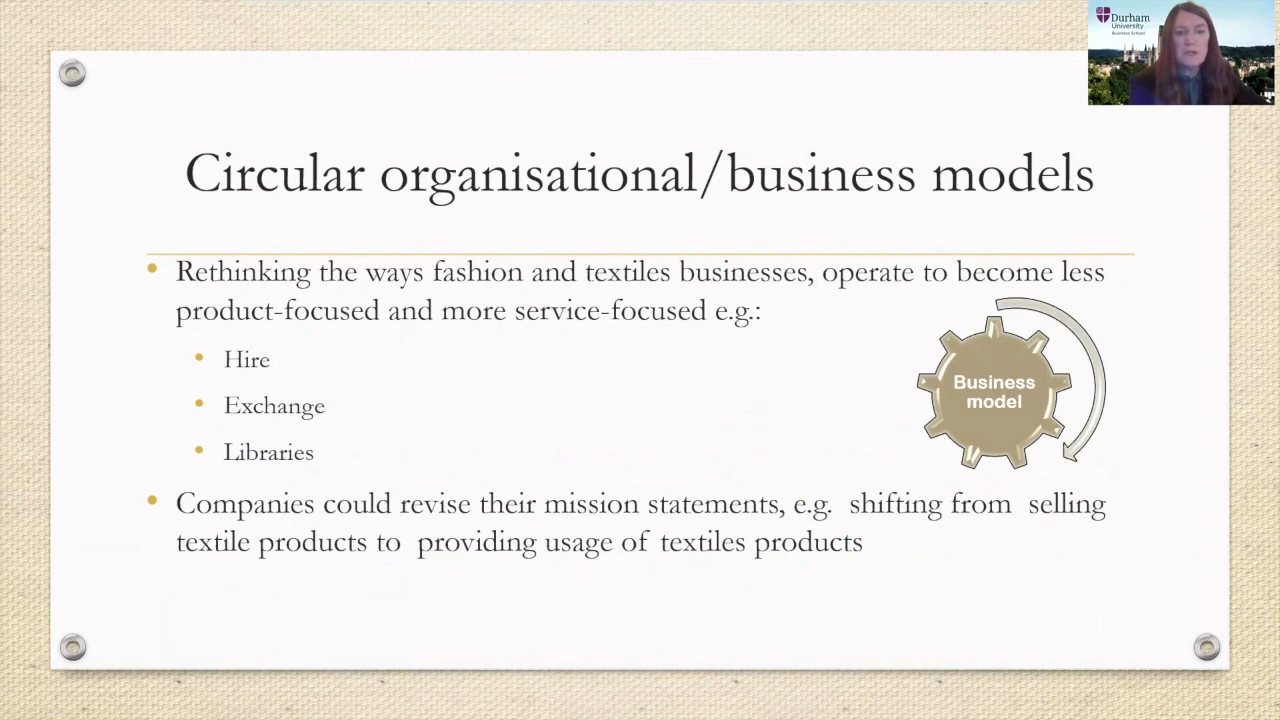 Durham
University
Business School
Circular organisational/business models
Rethinking the ways fashion and textiles businesses, operate to become less
product-focused and more service-focused e.g.:
Hire
Exchange
Libraries
Business
model
Companies could revise their mission statements, e.g. shifting from selling
textile products to providing usage of textiles products